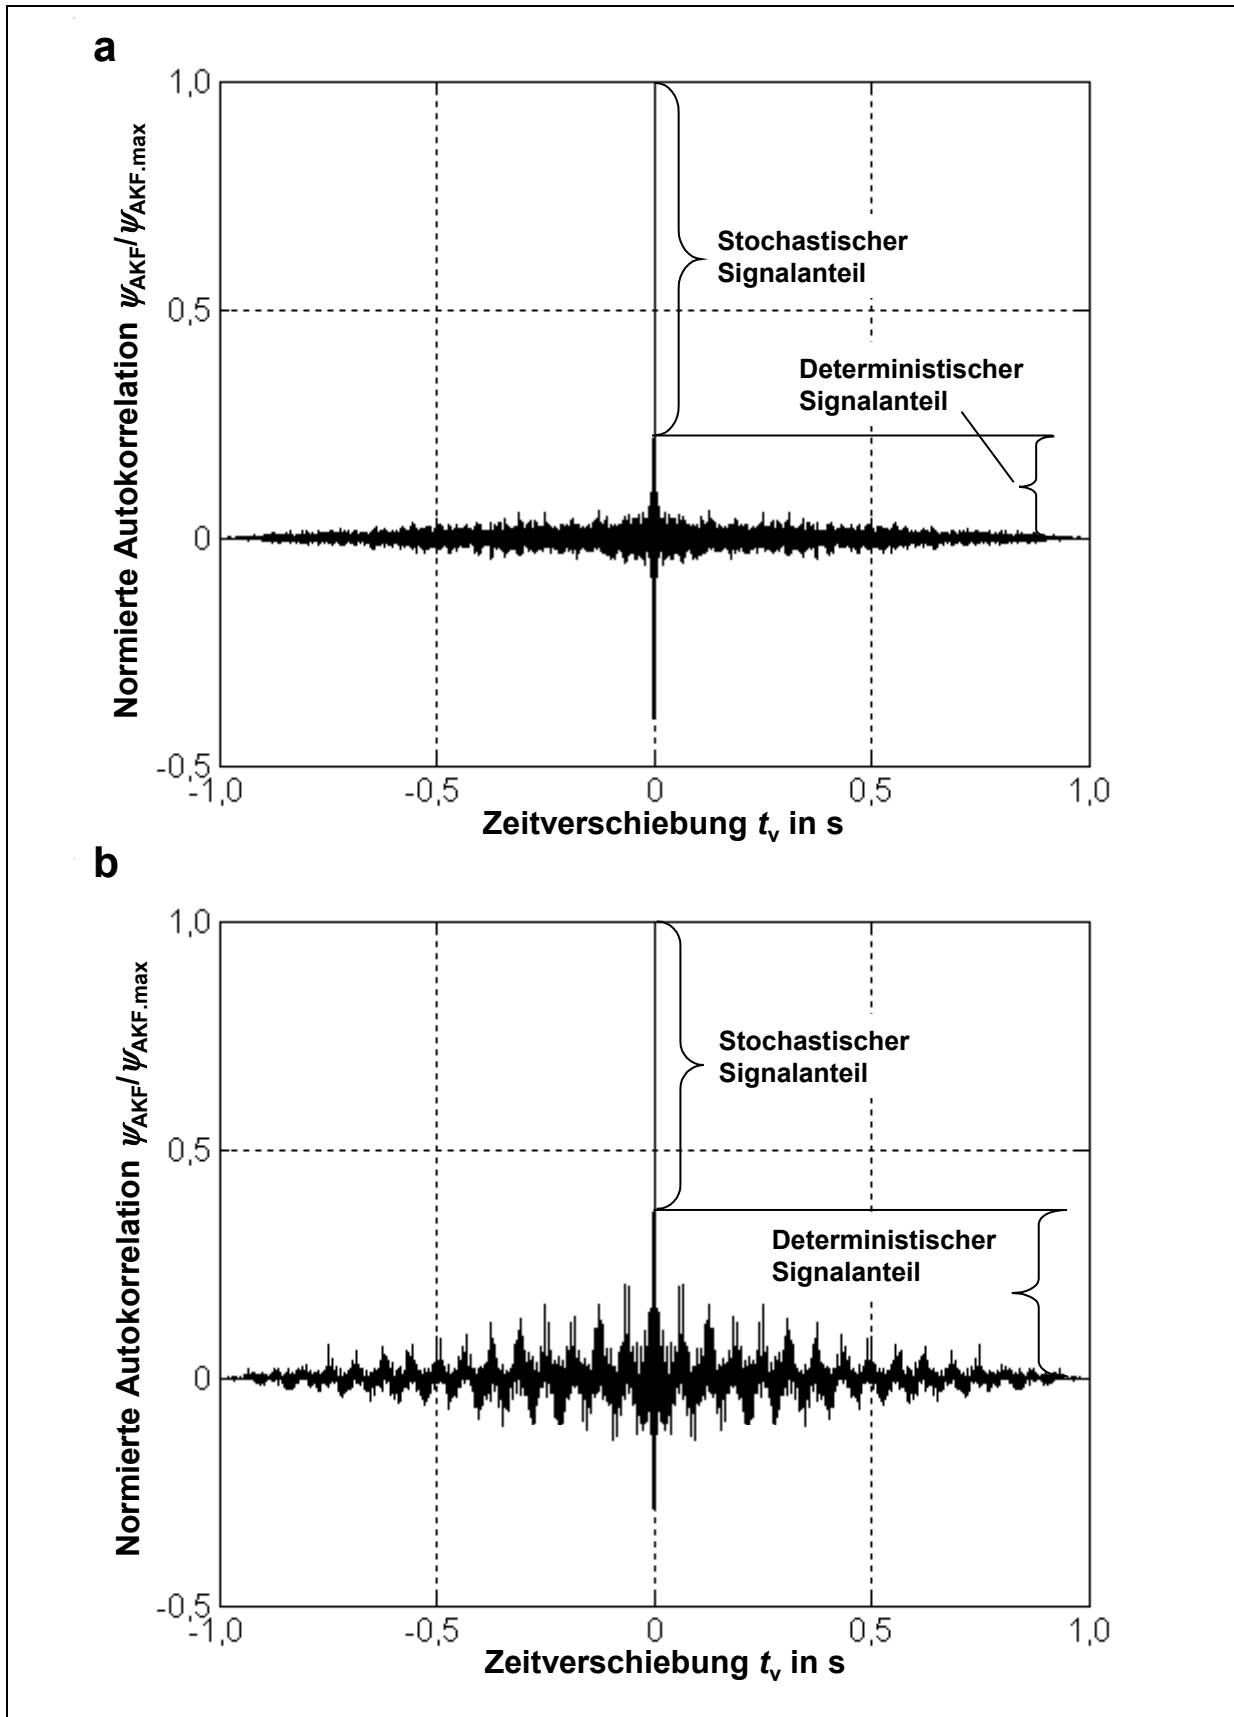 a
Normierte Autokorrelation ψAKF/ψAKF.max
1,0
0,5
0
-0,5
Stochastischer
Signalanteil
Deterministischer
Signalanteil
-1,0
-0,5
0
0,5
1,0
Zeitverschiebung tv in s
b
Normierte Autokorrelation ψAKF/ψAKF.max
1,0
0,5
0
-0,5
Stochastischer
Signalanteil
Deterministischer
Signalanteil
-1,0
-0,5
0
0,5
1,0
Zeitverschiebung tv in s